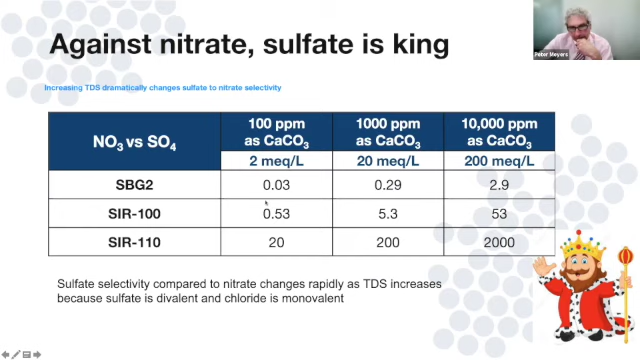 Against nitrate, sulfate is king
Peter Meyers
Increasing TDS dramatically changes sulfate to nitrate selectivity
NO3 vs SO4
100 ppm
as CaCO3
1000 ppm
as CaCO3
10,000 ppm
as CaCO3
2 meq/L
20 meq/L
200 meq/L
SBG2
0.03
0.29
2.9
SIR-100
0.53
5.3
53
SIR-110
20
200
2000
Sulfate selectivity compared to nitrate changes rapidly as TDS increases
because sulfate is divalent and chloride is monovalent